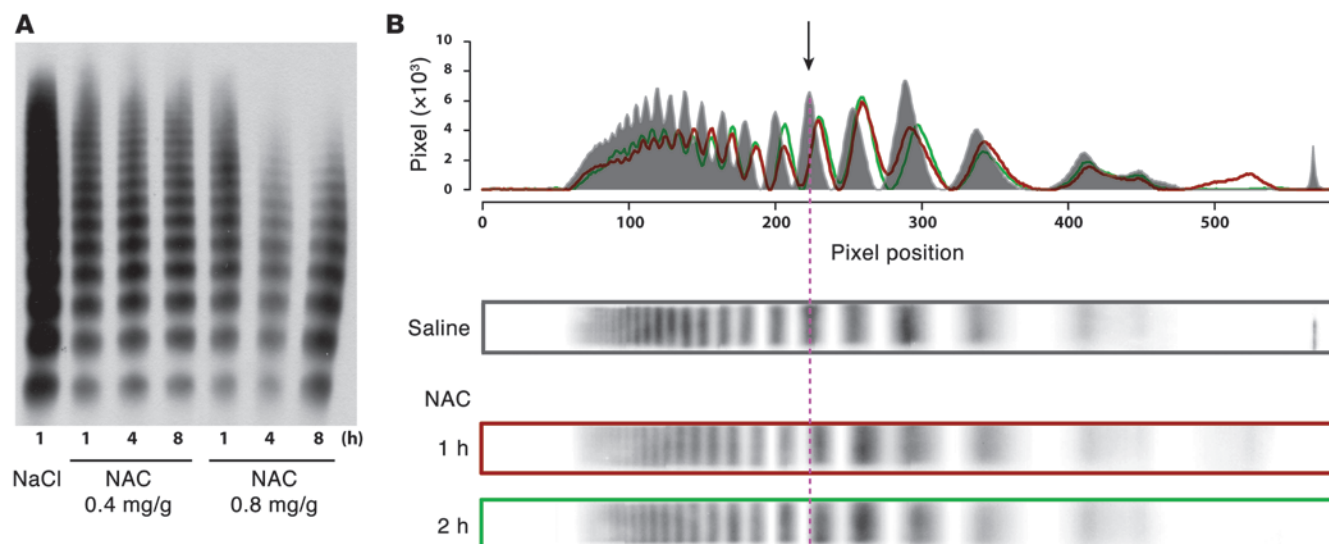 A
1 1 4 8 1 4 8 (h)
NaCl NAC NAC
0.4 mg/g 0.8 mg/g
B
10
8
6
4
2
0
Pixel (×10³)
0 100 200 300 400 500
Pixel position
Saline
NAC
1 h
2 h